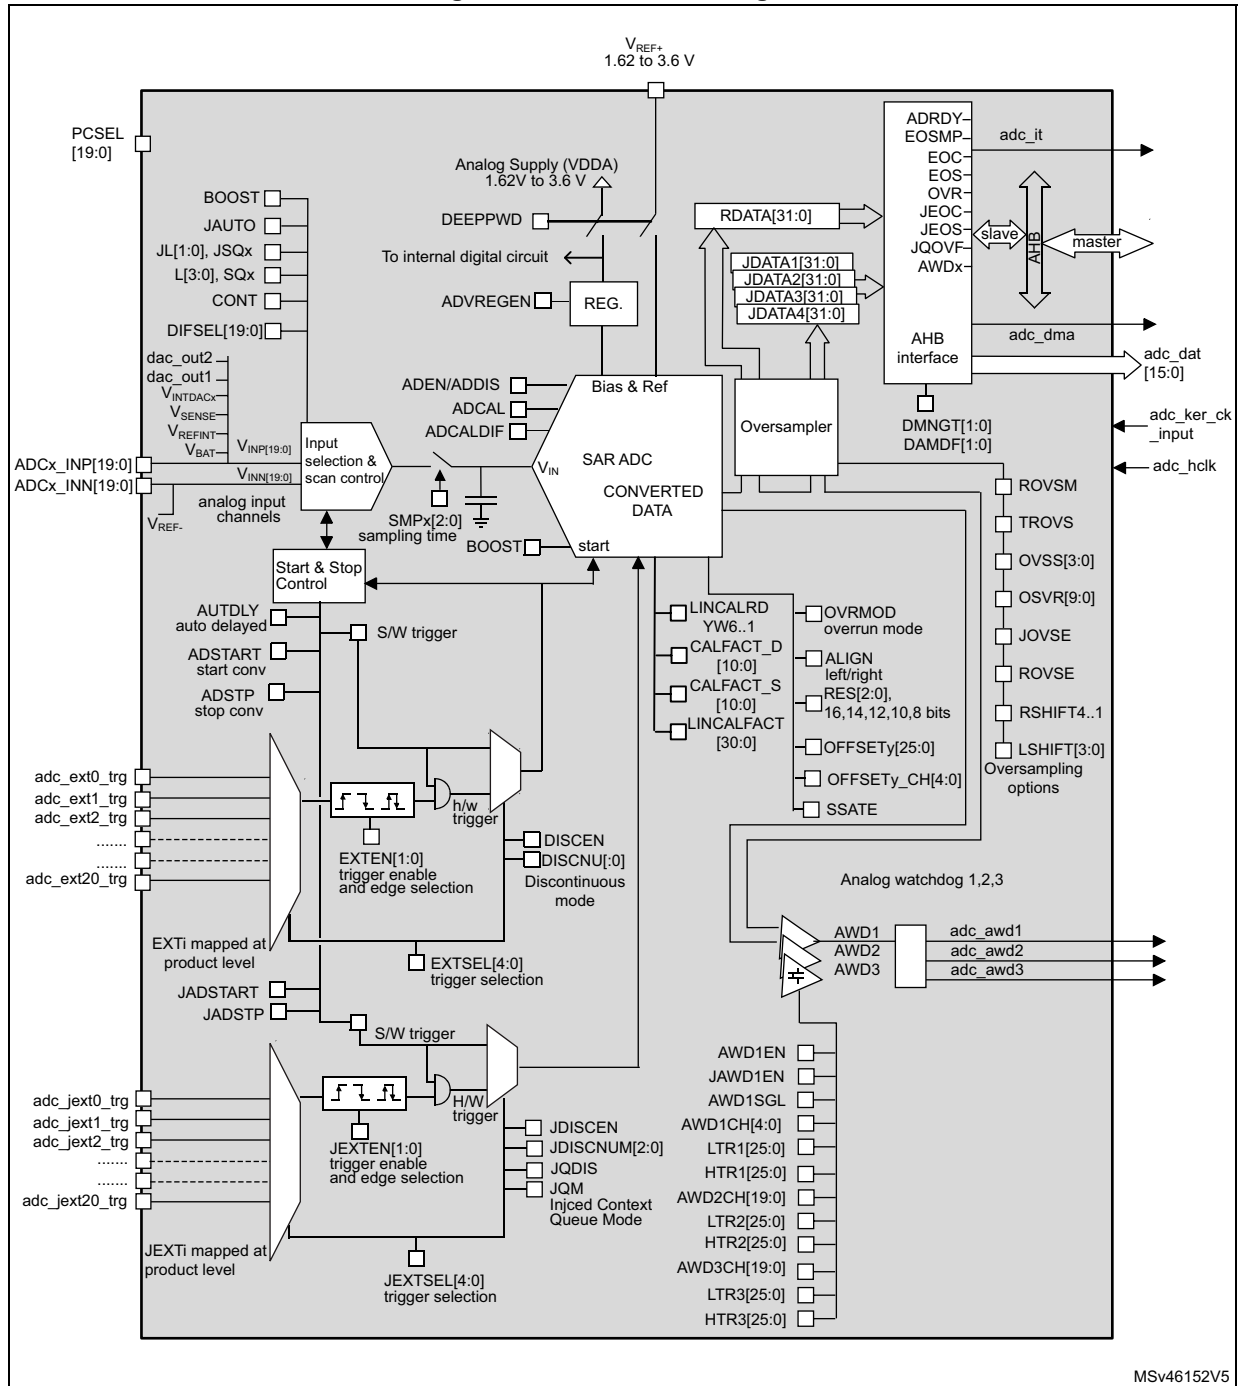 VREF+
1.62 to 3.6 V
PCSEL
[19:0]
Analog Supply (VDDA)
1.62V to 3.6 V
BOOST
JAUTO
JL[1:0], JSQx
L[3:0], SQx
CONT
DIFSEL[19:0]
DEEPPWD
To internal digital circuit
ADVREGEN
REG.
RDATA[31:0]
JDATA1[31:0]
JDATA2[31:0]
JDATA3[31:0]
JDATA4[31:0]
ADRDY
EOSMP
EOC
EOS
OVR
JEOC
JEOS
JQOVF
AWDx
AHB
interface
adc_it
slave
AHB
master
adc_dma
adc_dat
[15:0]
DMNGT[1:0]
DAMDF[1:0]
adc_ker_ck
_input
adc_hclk
dac_out2
dac_out1
VINTDACx
VSENSE
VREFINT
VBAT
VINP[19:0]
VINN[19:0]
ADCx_INP[19:0]
ADCx_INN[19:0]
VREF-
analog input
channels
Input
selection &
scan control
SMPx[2:0]
sampling time
ADEN/ADDIS
ADCAL
ADCALDIF
Bias & Ref
VIN
SAR ADC
CONVERTED
DATA
BOOST
start
Oversampler
ROVSM
TROVS
OVSS[3:0]
OSVR[9:0]
JOVSE
ROVSE
RSHIFT4..1
LSHIFT[3:0]
Oversampling
options
Start & Stop
Control
AUTDLY
auto delayed
ADSTART
start conv
ADSTP
stop conv
S/W trigger
LINCALRD
YW6..1
CALFACT_D
[10:0]
CALFACT_S
[10:0]
LINCALFACT
[30:0]
OVRMOD
overrun mode
ALIGN
left/right
RES[2:0],
16,14,12,10,8 bits
OFFSETy[25:0]
OFFSETy_CH[4:0]
SSATE
adc_ext0_trg
adc_ext1_trg
adc_ext2_trg
.......
.......
adc_ext20_trg
EXTi mapped at
product level
h/w
trigger
EXTEN[1:0]
trigger enable
and edge selection
DISCEN
DISCNU[:0]
Discontinuous
mode
EXTSEL[4:0]
trigger selection
Analog watchdog 1,2,3
AWD1
AWD2
AWD3
adc_awd1
adc_awd2
adc_awd3
JADSTART
JADSTP
S/W trigger
adc_jext0_trg
adc_jext1_trg
adc_jext2_trg
.......
.......
adc_jext20_trg
JEXTi mapped at
product level
H/W
trigger
JEXTEN[1:0]
trigger enable
and edge selection
JDISCEN
JDISCNUM[2:0]
JQDIS
JQM
Injced Context
Queue Mode
JEXTSEL[4:0]
trigger selection
AWD1EN
JAWD1EN
AWD1SGL
AWD1CH[4:0]
LTR1[25:0]
HTR1[25:0]
AWD2CH[19:0]
LTR2[25:0]
HTR2[25:0]
AWD3CH[19:0]
LTR3[25:0]
HTR3[25:0]
MSv46152V5